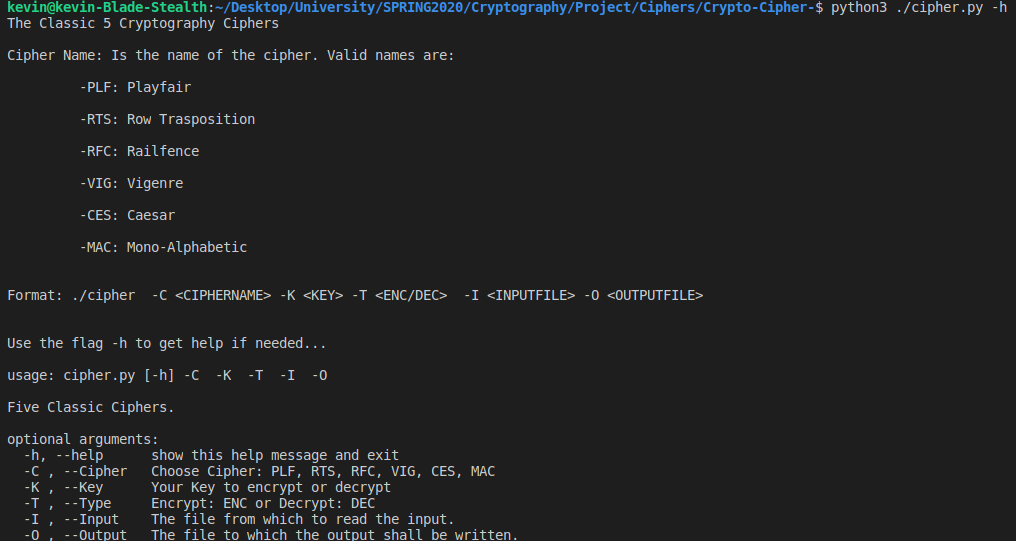 kevin@kevin-Blade-Stealth:~/Desktop/University/SPRING2020/Cryptography/Project/Ciphers/Crypto-Cipher-$ python3 ./cipher.py -h
The Classic 5 Cryptography Ciphers
Cipher Name: Is the name of the cipher. Valid names are:
-PLF: Playfair
-RTS: Row Trasposition
-RFC: Railfence
-VIG: Vigenre
-CES: Caesar
-MAC: Mono-Alphabetic
Format: ./cipher  -C <CIPHERNAME> -K <KEY> -T <ENC/DEC>  -I <INPUTFILE> -O <OUTPUTFILE>
Use the flag -h to get help if needed...
usage: cipher.py [-h] -C  -K  -T  -I  -O
Five Classic Ciphers.
optional arguments:
-h, --help      show this help message and exit
-C , --Cipher   Choose Cipher: PLF, RTS, RFC, VIG, CES, MAC
-K , --Key      Your Key to encrypt or decrypt
-T , --Type     Encrypt: ENC or Decrypt: DEC
-I , --Input    The file from which to read the input.
-O , --Output   The file to which the output shall be written.